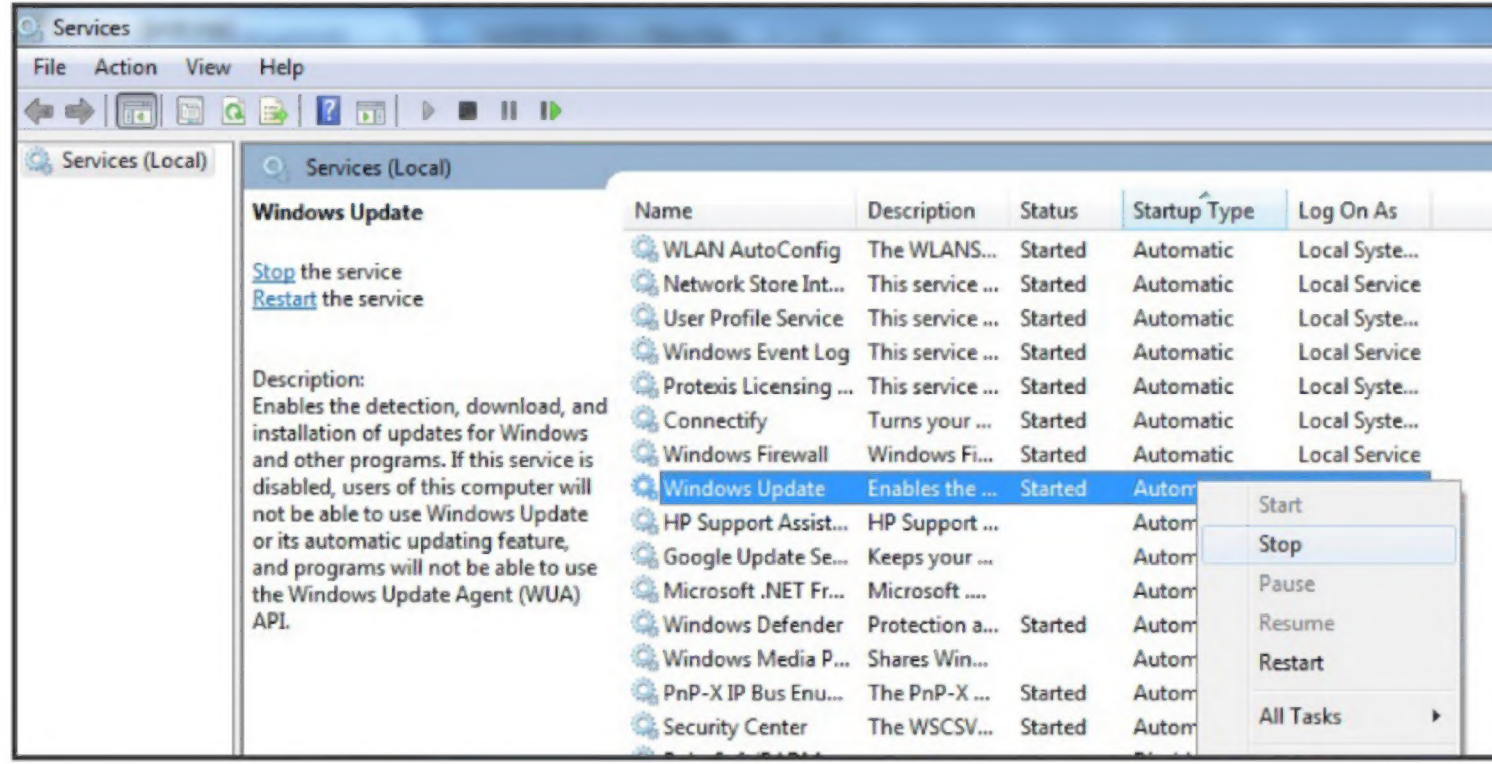 Services
File Action View Help
Services (Local)
Services (Local)
Windows Update
Stop the service
Restart the service
Description:
Enables the detection, download, and
installation of updates for Windows
and other programs. If this service is
disabled, users of this computer will
not be able to use Windows Update
or its automatic updating feature,
and programs will not be able to use
the Windows Update Agent (WUA)
API.
Name Description Status Startup Type Log On As
WLAN AutoConfig The WLANS... Started Automatic Local Syste...
Network Store Int... This service ... Started Automatic Local Service
User Profile Service This service ... Started Automatic Local Syste...
Windows Event Log This service ... Started Automatic Local Service
Protexis Licensing ... This service ... Started Automatic Local Syste...
Connectify Turns your ... Started Automatic Local Syste...
Windows Firewall Windows Fi... Started Automatic Local Service
Windows Update Enables the ... Started Autom
HP Support Assist... HP Support ... Autom
Google Update Se... Keeps your ... Autom
Microsoft .NET Fr... Microsoft .... Autom
Windows Defender Protection a... Started Autom
Windows Media P... Shares Win... Autom
PnP-X IP Bus Enu... The PnP-X ... Started Autom
Security Center The WSCSV... Started Autom
Start
Stop
Pause
Resume
Restart
All Tasks